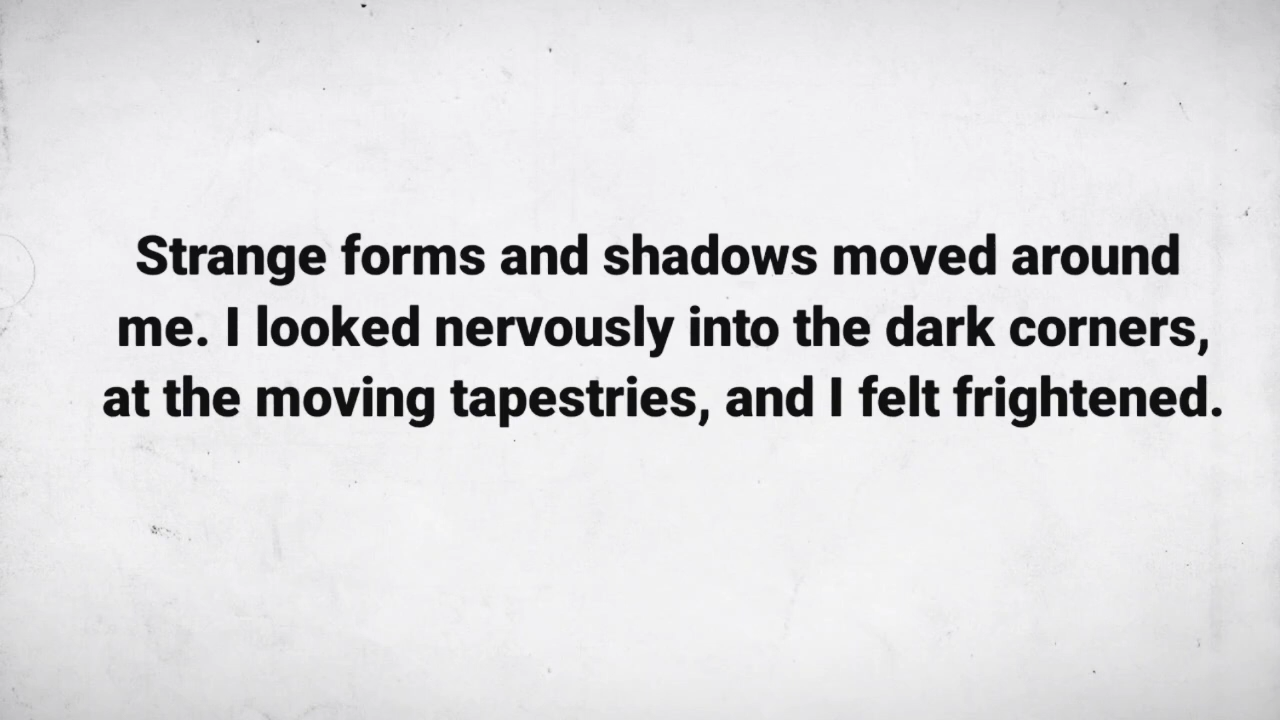 Strange forms and shadows moved around
me. I looked nervously into the dark corners,
at the moving tapestries, and I felt frightened.